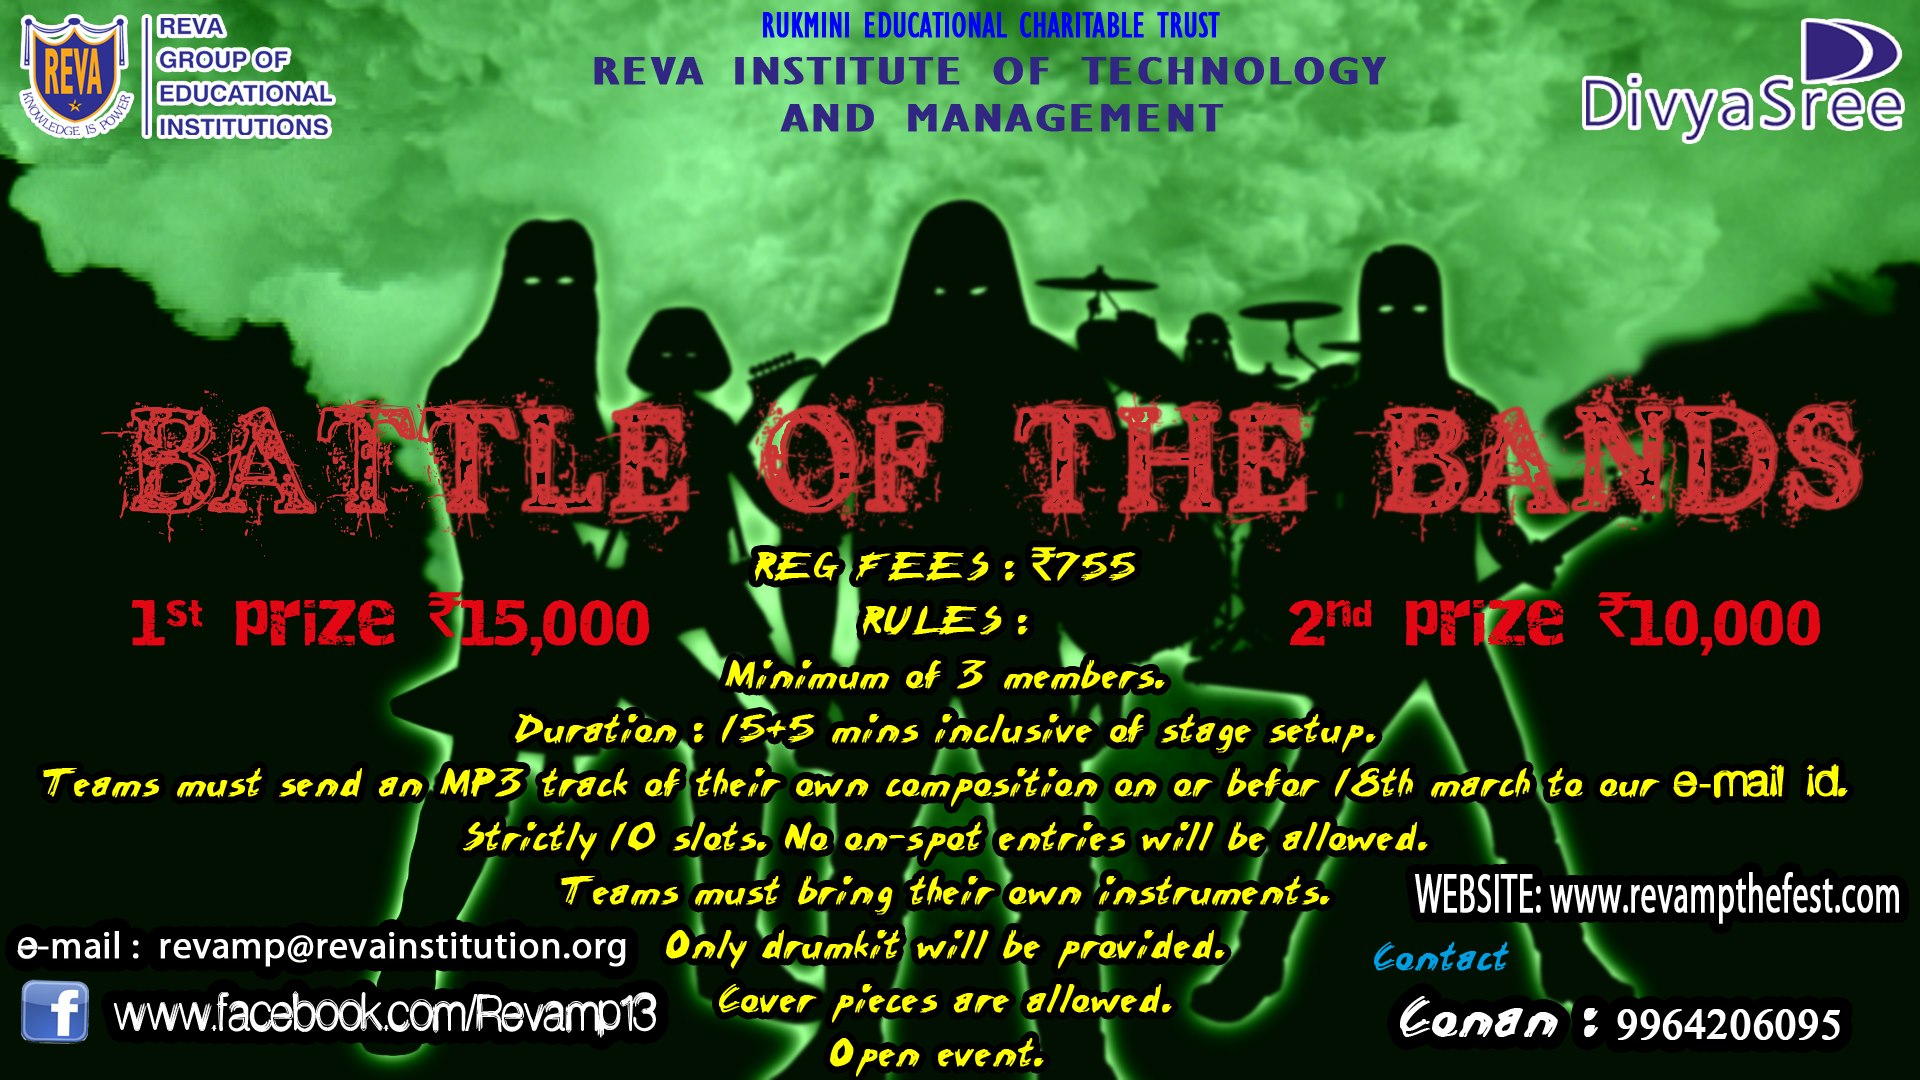 REVA
GROUP OF
EDUCATIONAL
INSTITUTIONS
REVA
KNOWLEDGE IS POWER
RUKMINI EDUCATIONAL CHARITABLE TRUST
REVA INSTITUTE OF TECHNOLOGY
AND MANAGEMENT
DivyaSree
BATTLE OF THE BANDS
REG FEES : ₹755
1st prize ₹15,000
2nd prize ₹10,000
RULES :
Minimum of 3 members.
Duration : 15+5 mins inclusive of stage setup.
Teams must send an MP3 track of their own composition on or befor 18th march to our e-mail id.
Strictly 10 slots. No on-spot entries will be allowed.
Teams must bring their own instruments.
Only drumkit will be provided.
Cover pieces are allowed.
Open event.
e-mail : revamp@revainstitution.org
f www.facebook.com/Revamp13
WEBSITE: www.revampthefest.com
Contact
Conan : 9964206095